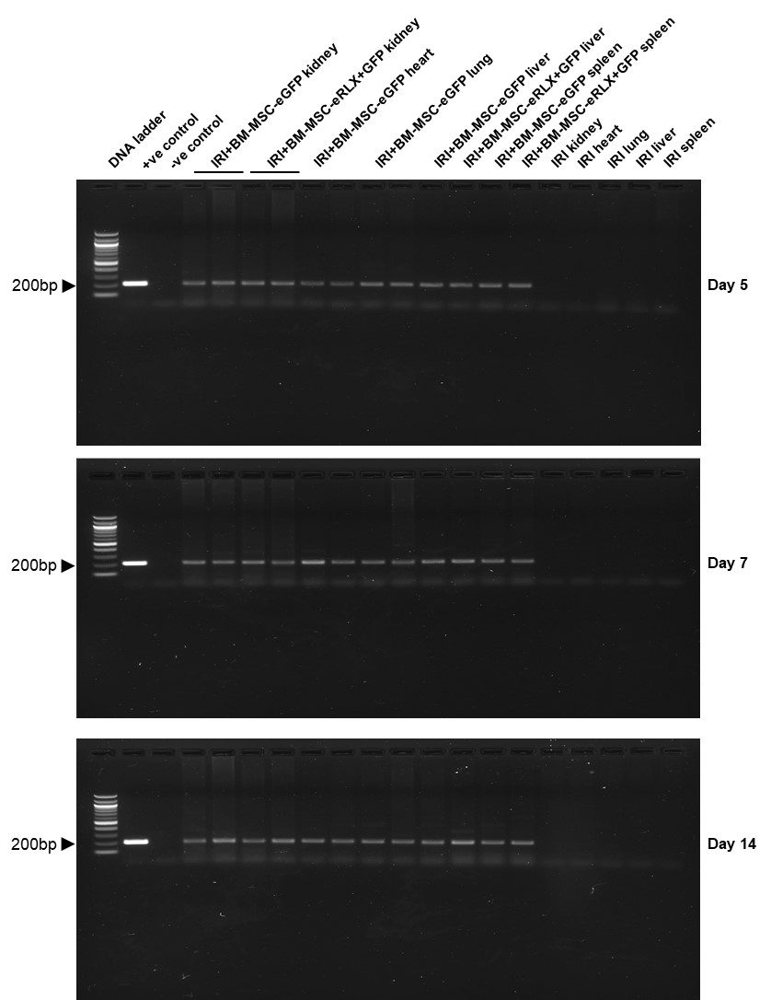 DNA ladder
+ve control
-ve control
IRI+BM-MSC-eGFP kidney
IRI+BM-MSC-eRLX+GFP kidney
IRI+BM-MSC-eGFP heart
IRI+BM-MSC-eGFP lung
IRI+BM-MSC-eGFP liver
IRI+BM-MSC-eRLX+GFP liver
IRI+BM-MSC-eGFP spleen
IRI+BM-MSC-eRLX+GFP spleen
IRI kidney
IRI heart
IRI lung
IRI liver
IRI spleen
200bp
Day 5
200bp
Day 7
200bp
Day 14